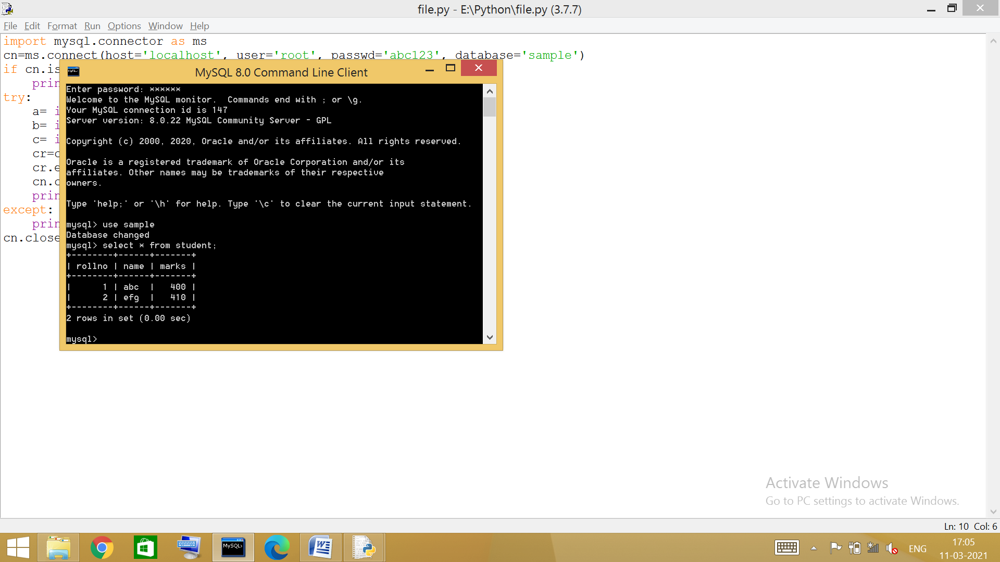 file.py - E:\Python\file.py (3.7.7)
File Edit Format Run Options Window Help
import mysql.connector as ms
cn=ms.connect(host='localhost', user='root', passwd='abc123', database='sample')
if cn.is
prin
try:
a= i
b= i
c= i
cr=c
cr.e
cn.c
prin
except:
prin
cn.close
MySQL 8.0 Command Line Client
Enter password: ******
Welcome to the MySQL monitor.  Commands end with ; or \g.
Your MySQL connection id is 147
Server version: 8.0.22 MySQL Community Server - GPL
Copyright (c) 2000, 2020, Oracle and/or its affiliates. All rights reserved.
Oracle is a registered trademark of Oracle Corporation and/or its
affiliates. Other names may be trademarks of their respective
owners.
Type 'help;' or '\h' for help. Type '\c' to clear the current input statement.
mysql> use sample
Database changed
mysql> select * from student;
+--------+------+-------+
| rollno | name | marks |
+--------+------+-------+
|      1 | abc  |   400 |
|      2 | efg  |   410 |
+--------+------+-------+
2 rows in set (0.00 sec)
mysql>
Activate Windows
Go to PC settings to activate Windows.
Ln: 10 Col: 6
MySQL>
ENG
17:05
11-03-2021